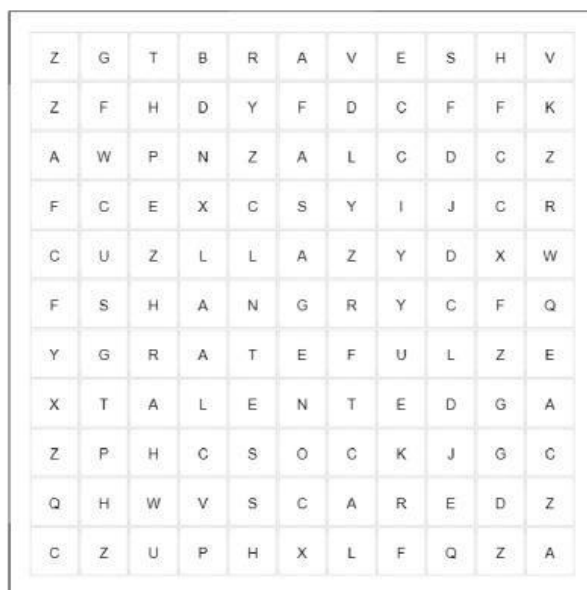 Z G T B R A V E S H V
Z F H D Y F D C F F K
A W P N Z A L C D C Z
F C E X C S Y I J C R
C U Z L L A Z Y D X W
F S H A N G R Y C F Q
Y G R A T E F U L Z E
X T A L E N T E D G A
Z P H C S O C K J G C
Q H W V S C A R E D Z
C Z U P H X L F Q Z A